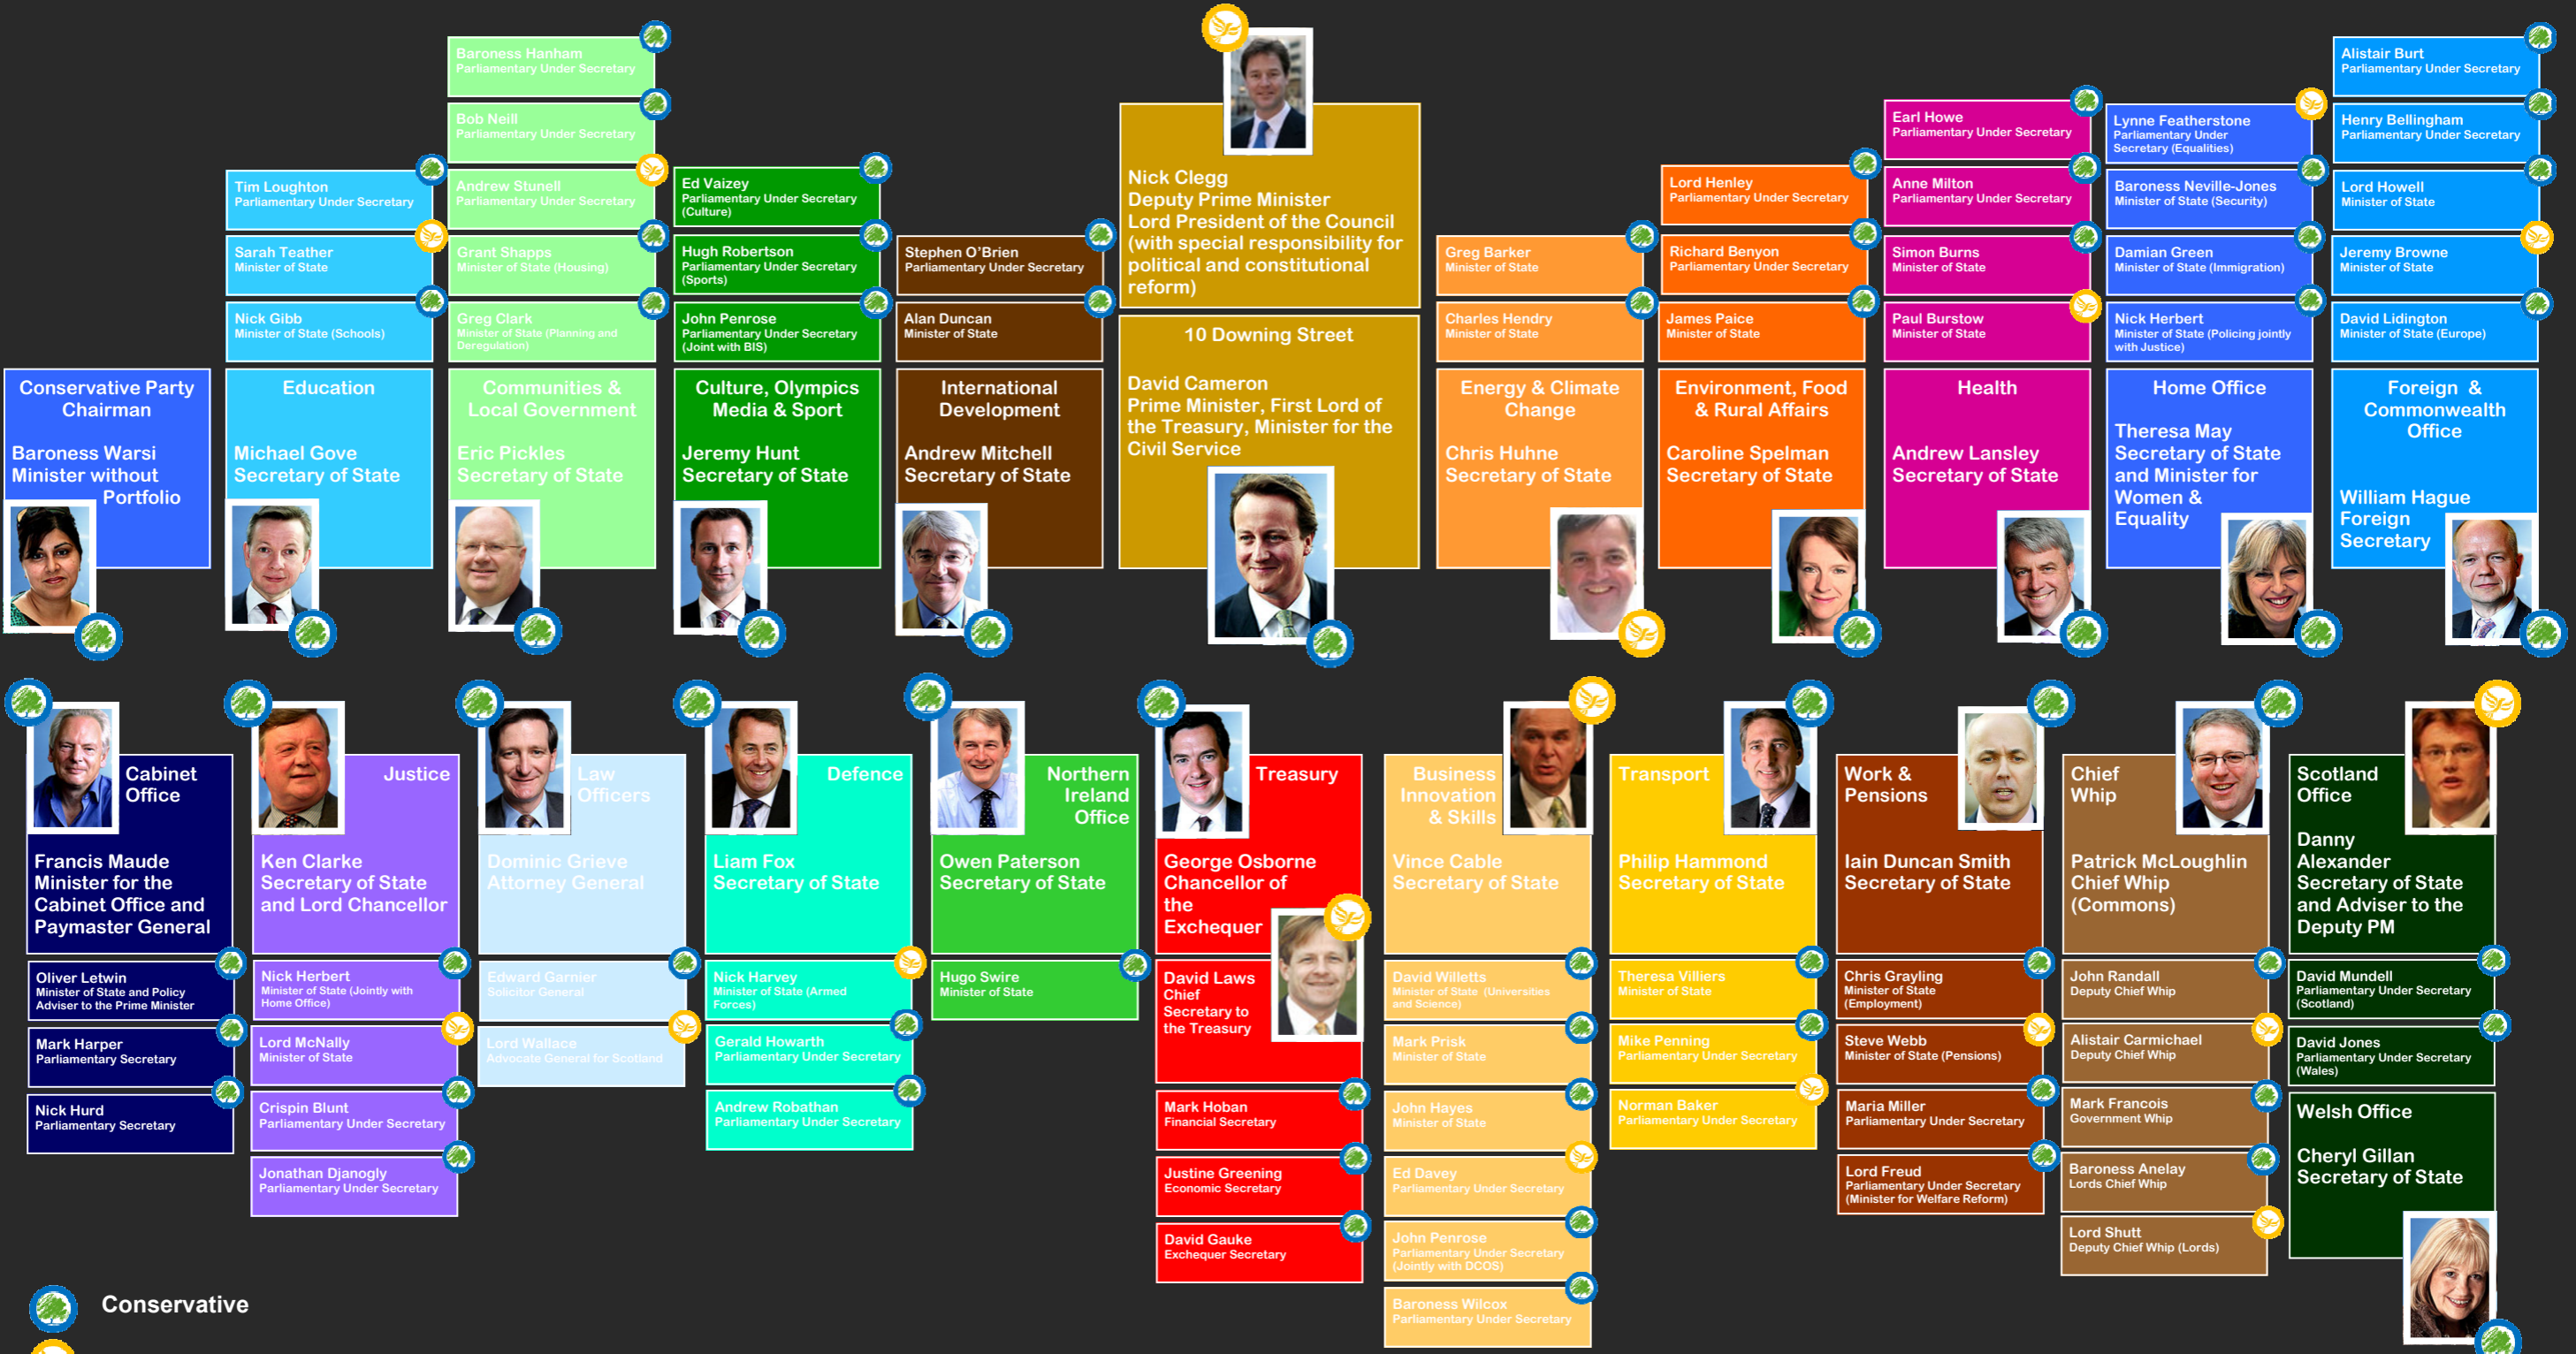 Baroness Hanham
Parliamentary Under Secretary
Bob Neill
Parliamentary Under Secretary
Tim Loughton
Parliamentary Under Secretary
Sarah Teather
Minister of State
Nick Gibb
Minister of State (Schools)
Andrew Stunell
Parliamentary Under Secretary
Grant Shapps
Minister of State (Housing)
Greg Clark
Minister of State (Planning and
Deregulation)
Ed Vaizey
Parliamentary Under Secretary
(Culture)
Hugh Robertson
Parliamentary Under Secretary
(Sports)
John Penrose
Parliamentary Under Secretary
(Joint with BIS)
Stephen O'Brien
Parliamentary Under Secretary
Alan Duncan
Minister of State
Nick Clegg
Deputy Prime Minister
Lord President of the Council
(with special responsibility for
political and constitutional
reform)
Greg Barker
Minister of State
Charles Hendry
Minister of State
Lord Henley
Parliamentary Under Secretary
Richard Benyon
Parliamentary Under Secretary
James Paice
Minister of State
Earl Howe
Parliamentary Under Secretary
Anne Milton
Parliamentary Under Secretary
Simon Burns
Minister of State
Paul Burstow
Minister of State
Lynne Featherstone
Parliamentary Under
Secretary (Equalities)
Baroness Neville-Jones
Minister of State (Security)
Damian Green
Minister of State (Immigration)
Nick Herbert
Minister of State (Policing jointly
with Justice)
Alistair Burt
Parliamentary Under Secretary
Henry Bellingham
Parliamentary Under Secretary
Lord Howell
Minister of State
Jeremy Browne
Minister of State
David Lidington
Minister of State (Europe)
Conservative Party
Chairman
Baroness Warsi
Minister without
Portfolio
Education
Michael Gove
Secretary of State
Communities &
Local Government
Eric Pickles
Secretary of State
Culture, Olympics
Media & Sport
Jeremy Hunt
Secretary of State
International
Development
Andrew Mitchell
Secretary of State
10 Downing Street
David Cameron
Prime Minister, First Lord of
the Treasury, Minister for the
Civil Service
Energy & Climate
Change
Chris Huhne
Secretary of State
Environment, Food
& Rural Affairs
Caroline Spelman
Secretary of State
Health
Andrew Lansley
Secretary of State
Home Office
Theresa May
Secretary of State
and Minister for
Women &
Equality
Foreign &
Commonwealth
Office
William Hague
Foreign
Secretary
Cabinet
Office
Francis Maude
Minister for the
Cabinet Office and
Paymaster General
Oliver Letwin
Minister of State and Policy
Adviser to the Prime Minister
Mark Harper
Parliamentary Secretary
Nick Hurd
Parliamentary Secretary
Justice
Ken Clarke
Secretary of State
and Lord Chancellor
Nick Herbert
Minister of State (Jointly with
Home Office)
Lord McNally
Minister of State
Crispin Blunt
Parliamentary Under Secretary
Jonathan Djanogly
Parliamentary Under Secretary
Law
Officers
Dominic Grieve
Attorney General
Edward Garnier
Solicitor General
Lord Wallace
Advocate General for Scotland
Defence
Liam Fox
Secretary of State
Nick Harvey
Minister of State (Armed
Forces)
Gerald Howarth
Parliamentary Under Secretary
Andrew Robathan
Parliamentary Under Secretary
Northern
Ireland
Office
Owen Paterson
Secretary of State
Hugo Swire
Minister of State
Treasury
George Osborne
Chancellor of
the
Exchequer
David Laws
Chief
Secretary to
the Treasury
Mark Hoban
Financial Secretary
Justine Greening
Economic Secretary
David Gauke
Exchequer Secretary
Business
Innovation
& Skills
Vince Cable
Secretary of State
David Willetts
Minister of State (Universities
and Science)
Mark Prisk
Minister of State
John Hayes
Minister of State
Ed Davey
Parliamentary Under Secretary
John Penrose
Parliamentary Under Secretary
(Jointly with DCOS)
Baroness Wilcox
Parliamentary Under Secretary
Transport
Philip Hammond
Secretary of State
Theresa Villiers
Minister of State
Mike Penning
Parliamentary Under Secretary
Norman Baker
Parliamentary Under Secretary
Work &
Pensions
Iain Duncan Smith
Secretary of State
Chris Grayling
Minister of State
(Employment)
Steve Webb
Minister of State (Pensions)
Maria Miller
Parliamentary Under Secretary
Lord Freud
Parliamentary Under Secretary
(Minister for Welfare Reform)
Chief
Whip
Patrick McLoughlin
Chief Whip
(Commons)
John Randall
Deputy Chief Whip
Alistair Carmichael
Deputy Chief Whip
Mark Francois
Government Whip
Baroness Anelay
Lords Chief Whip
Lord Shutt
Deputy Chief Whip (Lords)
Scotland
Office
Danny
Alexander
Secretary of State
and Adviser to the
Deputy PM
David Mundell
Parliamentary Under Secretary
(Scotland)
David Jones
Parliamentary Under Secretary
(Wales)
Welsh Office
Cheryl Gillan
Secretary of State
Conservative